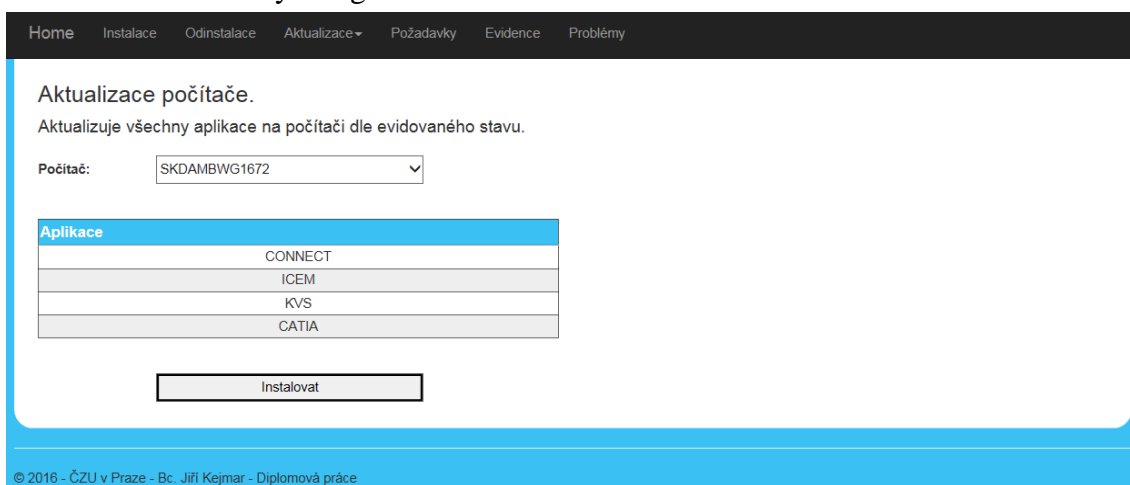 Home Instalace Odinstalace Aktualizace Požadavky Evidence Problémy
Aktualizace počítače.
Aktualizuje všechny aplikace na počítači dle evidovaného stavu.
Počítač: SKDAMBWG1672
Aplikace
CONNECT
ICEM
KVS
CATIA
Instalovat
© 2016 - ČZU v Praze - Bc. Jiří Kejmar - Diplomová práce